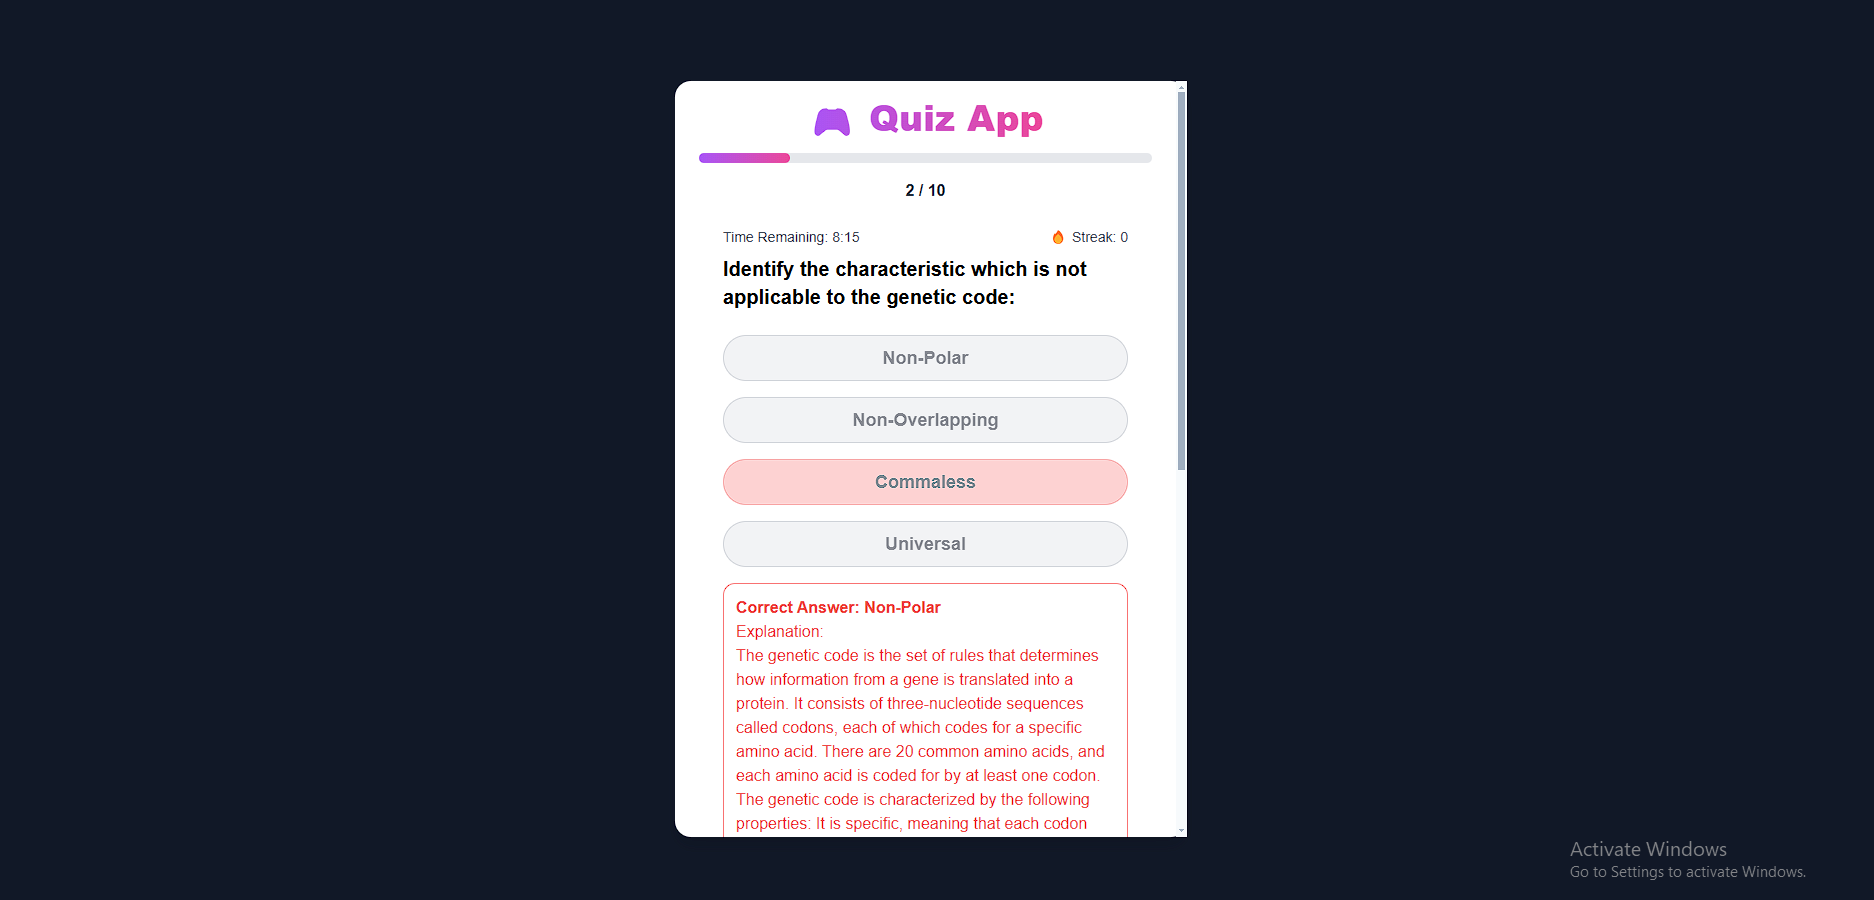 Quiz App
2 / 10
Time Remaining: 8:15
Streak: 0
Identify the characteristic which is not
applicable to the genetic code:
Non-Polar
Non-Overlapping
Commaless
Universal
Correct Answer: Non-Polar
Explanation:
The genetic code is the set of rules that determines
how information from a gene is translated into a
protein. It consists of three-nucleotide sequences
called codons, each of which codes for a specific
amino acid. There are 20 common amino acids, and
each amino acid is coded for by at least one codon.
The genetic code is characterized by the following
properties: It is specific, meaning that each codon
Activate Windows
Go to Settings to activate Windows.